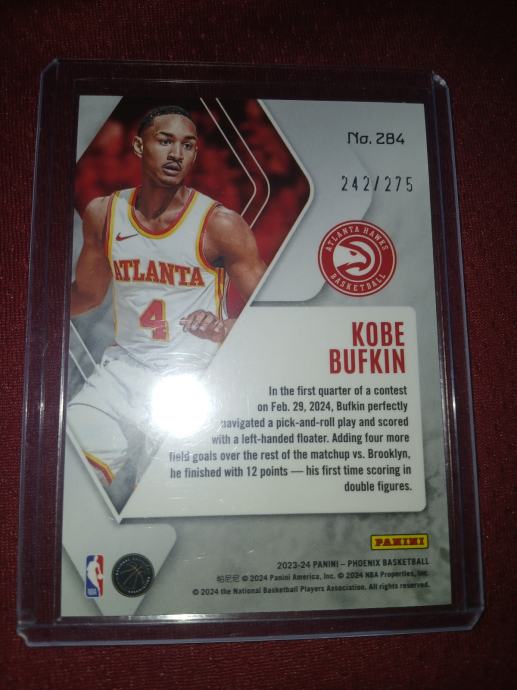 No. 284
242/275
ATLANTA HAWKS
BASKETBALL
ATLANTA
4
KOBE
BUFKIN
In the first quarter of a contest
on Feb. 29, 2024, Bufkin perfectly
navigated a pick-and-roll play and scored
with a left-handed floater. Adding four more
field goals over the rest of the matchup vs. Brooklyn,
he finished with 12 points — his first time scoring in
double figures.
PANINI
2023-24 PANINI – PHOENIX BASKETBALL
帕尼尼 © 2024 Panini America, Inc. © 2024 NBA Properties, Inc.
© 2024 the National Basketball Players Association. All rights reserved.
NBA